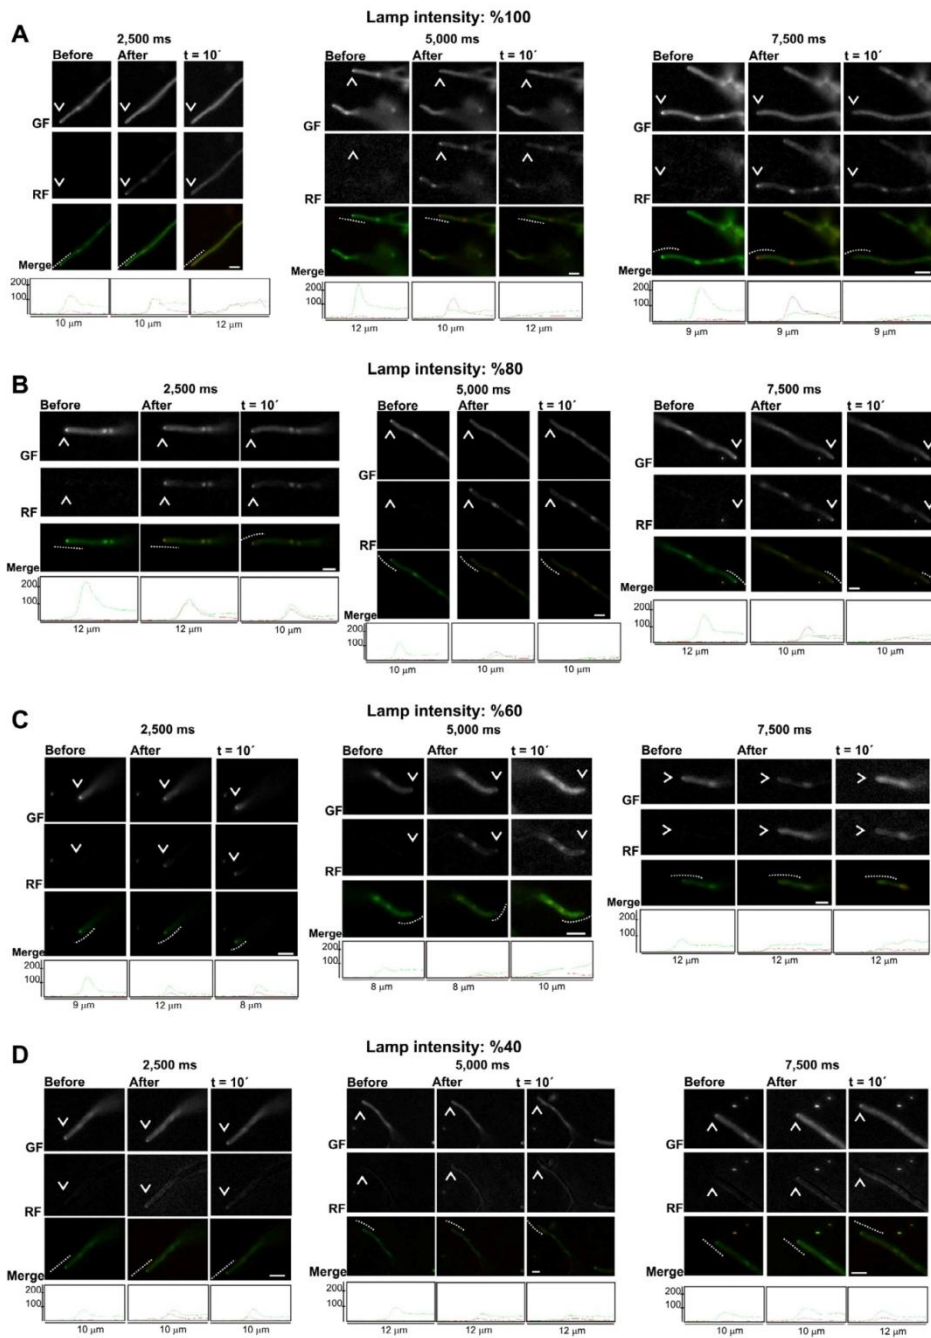 Lamp intensity: %100
A
2,500 ms 5,000 ms 7,500 ms
Before After t = 10´ Before After t = 10´ Before After t = 10´
GF GF GF
RF RF RF
Merge Merge Merge
200 200 200
100 100 100
10 µm 10 µm 12 µm 12 µm 10 µm 12 µm 9 µm 9 µm 9 µm
Lamp intensity: %80
B
2,500 ms 5,000 ms 7,500 ms
Before After t = 10´ Before After t = 10´ Before After t = 10´
GF GF GF
RF RF RF
Merge Merge Merge
200 200 200
100 100 100
12 µm 12 µm 10 µm 10 µm 10 µm 10 µm 12 µm 10 µm 10 µm
Lamp intensity: %60
C
2,500 ms 5,000 ms 7,500 ms
Before After t = 10´ Before After t = 10´ Before After t = 10´
GF GF GF
RF RF RF
Merge Merge Merge
200 200 200
100 100 100
9 µm 12 µm 8 µm 8 µm 8 µm 10 µm 12 µm 12 µm 12 µm
Lamp intensity: %40
D
2,500 ms 5,000 ms 7,500 ms
Before After t = 10´ Before After t = 10´ Before After t = 10´
GF GF GF
RF RF RF
Merge Merge Merge
200 200 200
100 100 100
10 µm 10 µm 10 µm 12 µm 12 µm 12 µm 10 µm 10 µm 12 µm